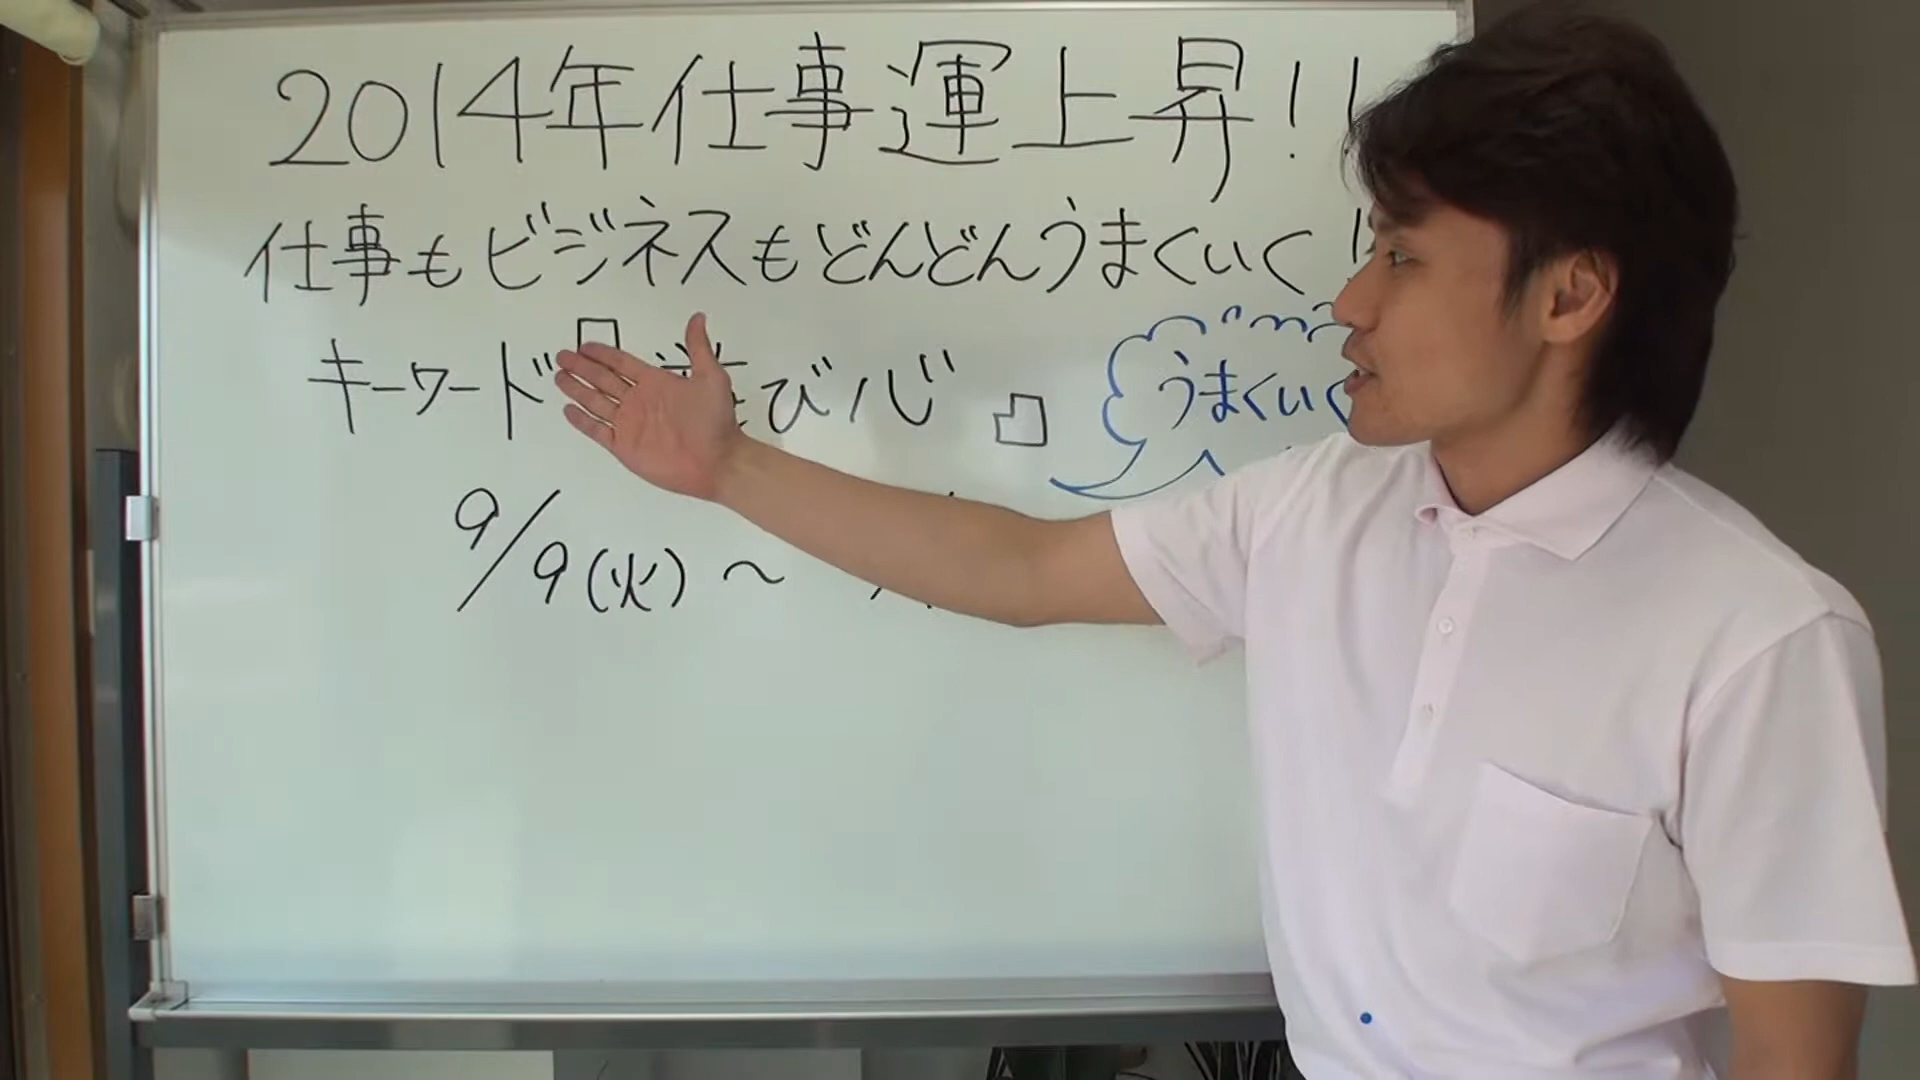 2014年仕事運上昇!!
仕事もビジネスもどんどんうまくいく!
キーワード『遊び心』
うまくいく
9/9(火)〜